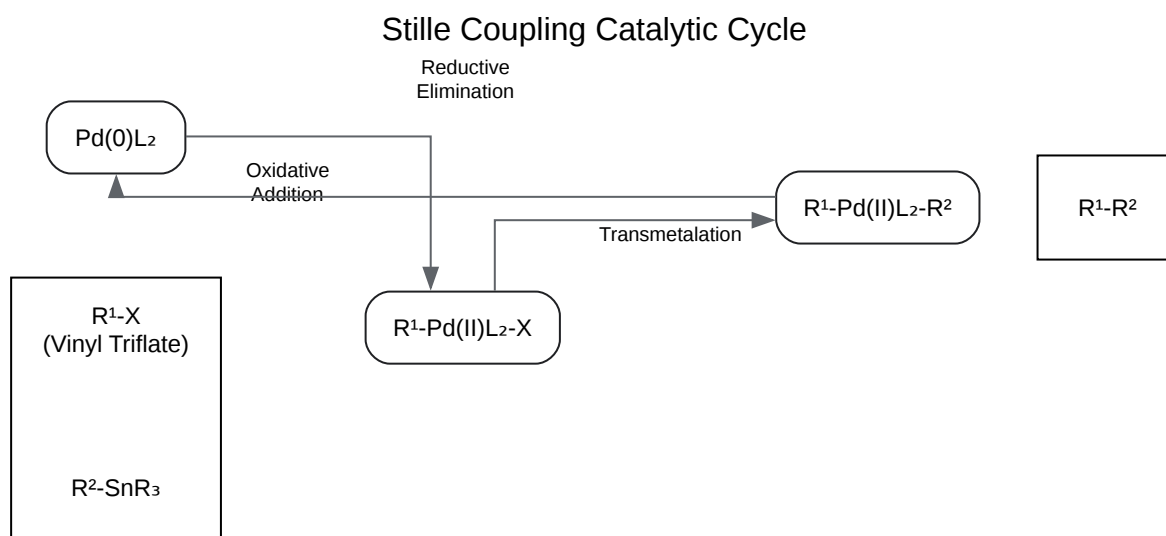 Stille Coupling Catalytic Cycle
Reductive
Elimination
Pd(0)L₂
Oxidative
Addition
R¹-Pd(II)L₂-R²
R¹-R²
Transmetalation
R¹-X
(Vinyl Triflate)
R¹-Pd(II)L₂-X
R²-SnR₃